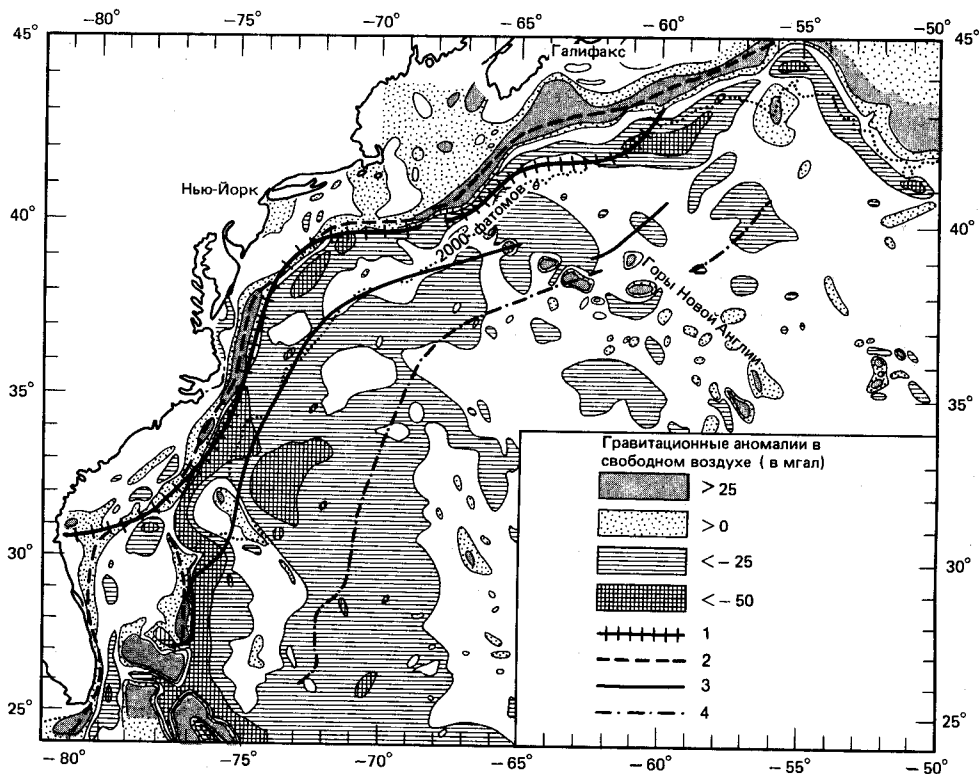 −80° −75° −70° −65° −60° −55° −50°
45° 45°
Галифакс
Нью-Йорк
40° 40°
2000 фатомов
Горы Новой Англии
35° 35°
Гравитационные аномалии в
свободном воздухе (в мгал)
> 25
> 0
30° 30°
< − 25
< − 50
1
2
3
25° 25°
4
−80° −75° −70° −65° −60° −55° −50°